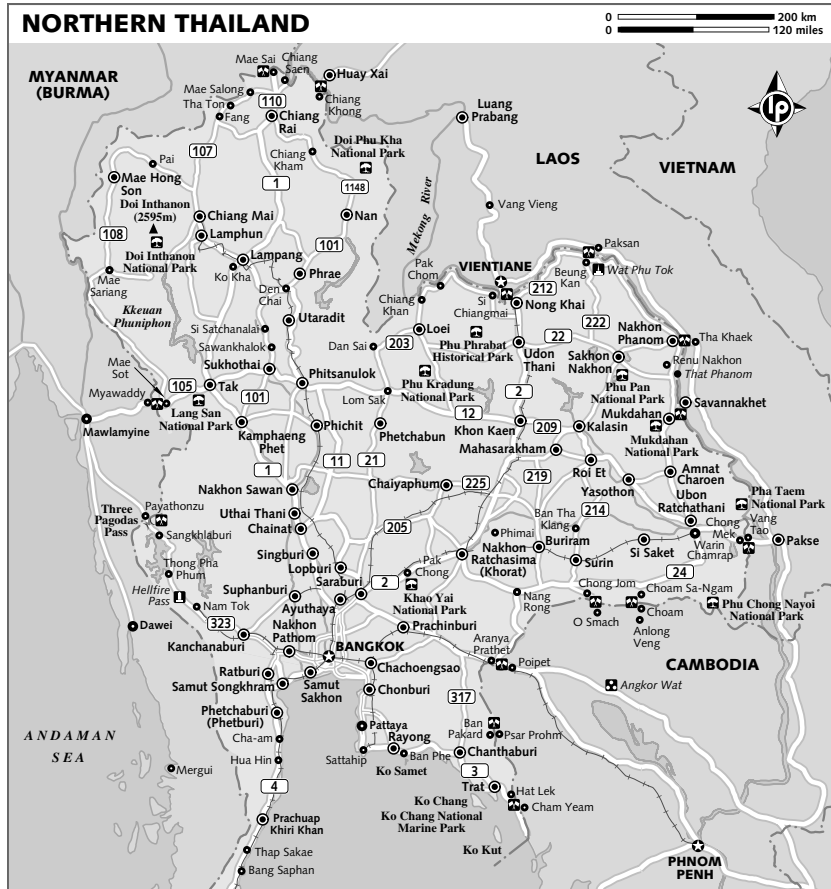 NORTHERN THAILAND
0 200 km
0 120 miles
MYANMAR
(BURMA)
Mae Sai
Chiang
Saen
Huay Xai
Mae Salong
Tha Ton
Fang
110
Chiang
Rai
Chiang
Khong
Luang
Prabang
lp
107
Doi Phu Kha
National Park
LAOS
VIETNAM
Pai
1
Chiang
Kham
Mae Hong
Son
1148
Doi Inthanon
(2595m)
108
Chiang Mai
Nan
Vang Vieng
Lamphun
Mekong River
101
Doi Inthanon
National Park
Lampang
Ko Kha
Phrae
Pak
Chom
VIENTIANE
Paksan
Beung
Kan
Wat Phu Tok
Mae
Sariang
Den
Chai
Chiang
Khan
Si
Chiangmai
212
Nong Khai
Kkeuan
Phuniphon
Utaradit
Si Satchanalai
Sawankhalok
Loei
203
Dan Sai
Phu Phrabat
Historical Park
222
22
Nakhon
Phanom
Tha Khaek
Udon
Thani
Sakhon
Nakhon
Renu Nakhon
That Phanom
Mae
Sot
Sukhothai
105
Tak
Phitsanulok
Phu Kradung
National Park
Phu Pan
National Park
Myawaddy
101
Lang San
National Park
Lom Sak
2
Savannakhet
Mawlamyine
Kamphaeng
Phet
Phichit
Phetchabun
12
Khon Kaen
209
Kalasin
Mukdahan
Mukdahan
National Park
Mahasarakham
11
21
1
Chaiyaphum
225
219
Roi Et
Yasothon
Amnat
Charoen
Nakhon Sawan
Three
Pagodas
Pass
Payathonzu
Uthai Thani
Chainat
205
Ban Tha
Klang
214
Ubon
Ratchathani
Pha Taem
National Park
Sangkhlaburi
Phimai
Chong
Mek
Vang
Tao
Singburi
Lopburi
Saraburi
Pak
Chong
Nakhon
Ratchasima
(Khorat)
Buriram
Surin
Si Saket
Warin
Chamrap
Pakse
Thong Pha
Phum
2
24
Hellfire
Pass
Suphanburi
Khao Yai
National Park
Chong Jom
Choam Sa-Ngam
Nam Tok
Ayuthaya
Nang
Rong
Choam
Phu Chong Nayoi
National Park
Dawei
323
Nakhon
Pathom
Prachinburi
O Smach
Anlong
Veng
Kanchanaburi
BANGKOK
Aranya
Prathet
Poipet
CAMBODIA
Ratburi
Chachoengsao
Samut Songkhram
Samut
Sakhon
Chonburi
317
Angkor Wat
Phetchaburi
(Phetburi)
Pattaya
Rayong
Ban
Pakard
Psar Prohm
ANDAMAN
SEA
Cha-am
Sattahip
Ban Phe
Chanthaburi
Hua Hin
Ko Samet
3
Mergui
4
Trat
Hat Lek
Ko Chang
Ko Chang National
Marine Park
Cham Yeam
Prachuap
Khiri Khan
Ko Kut
Thap Sakae
PHNOM
PENH
Bang Saphan